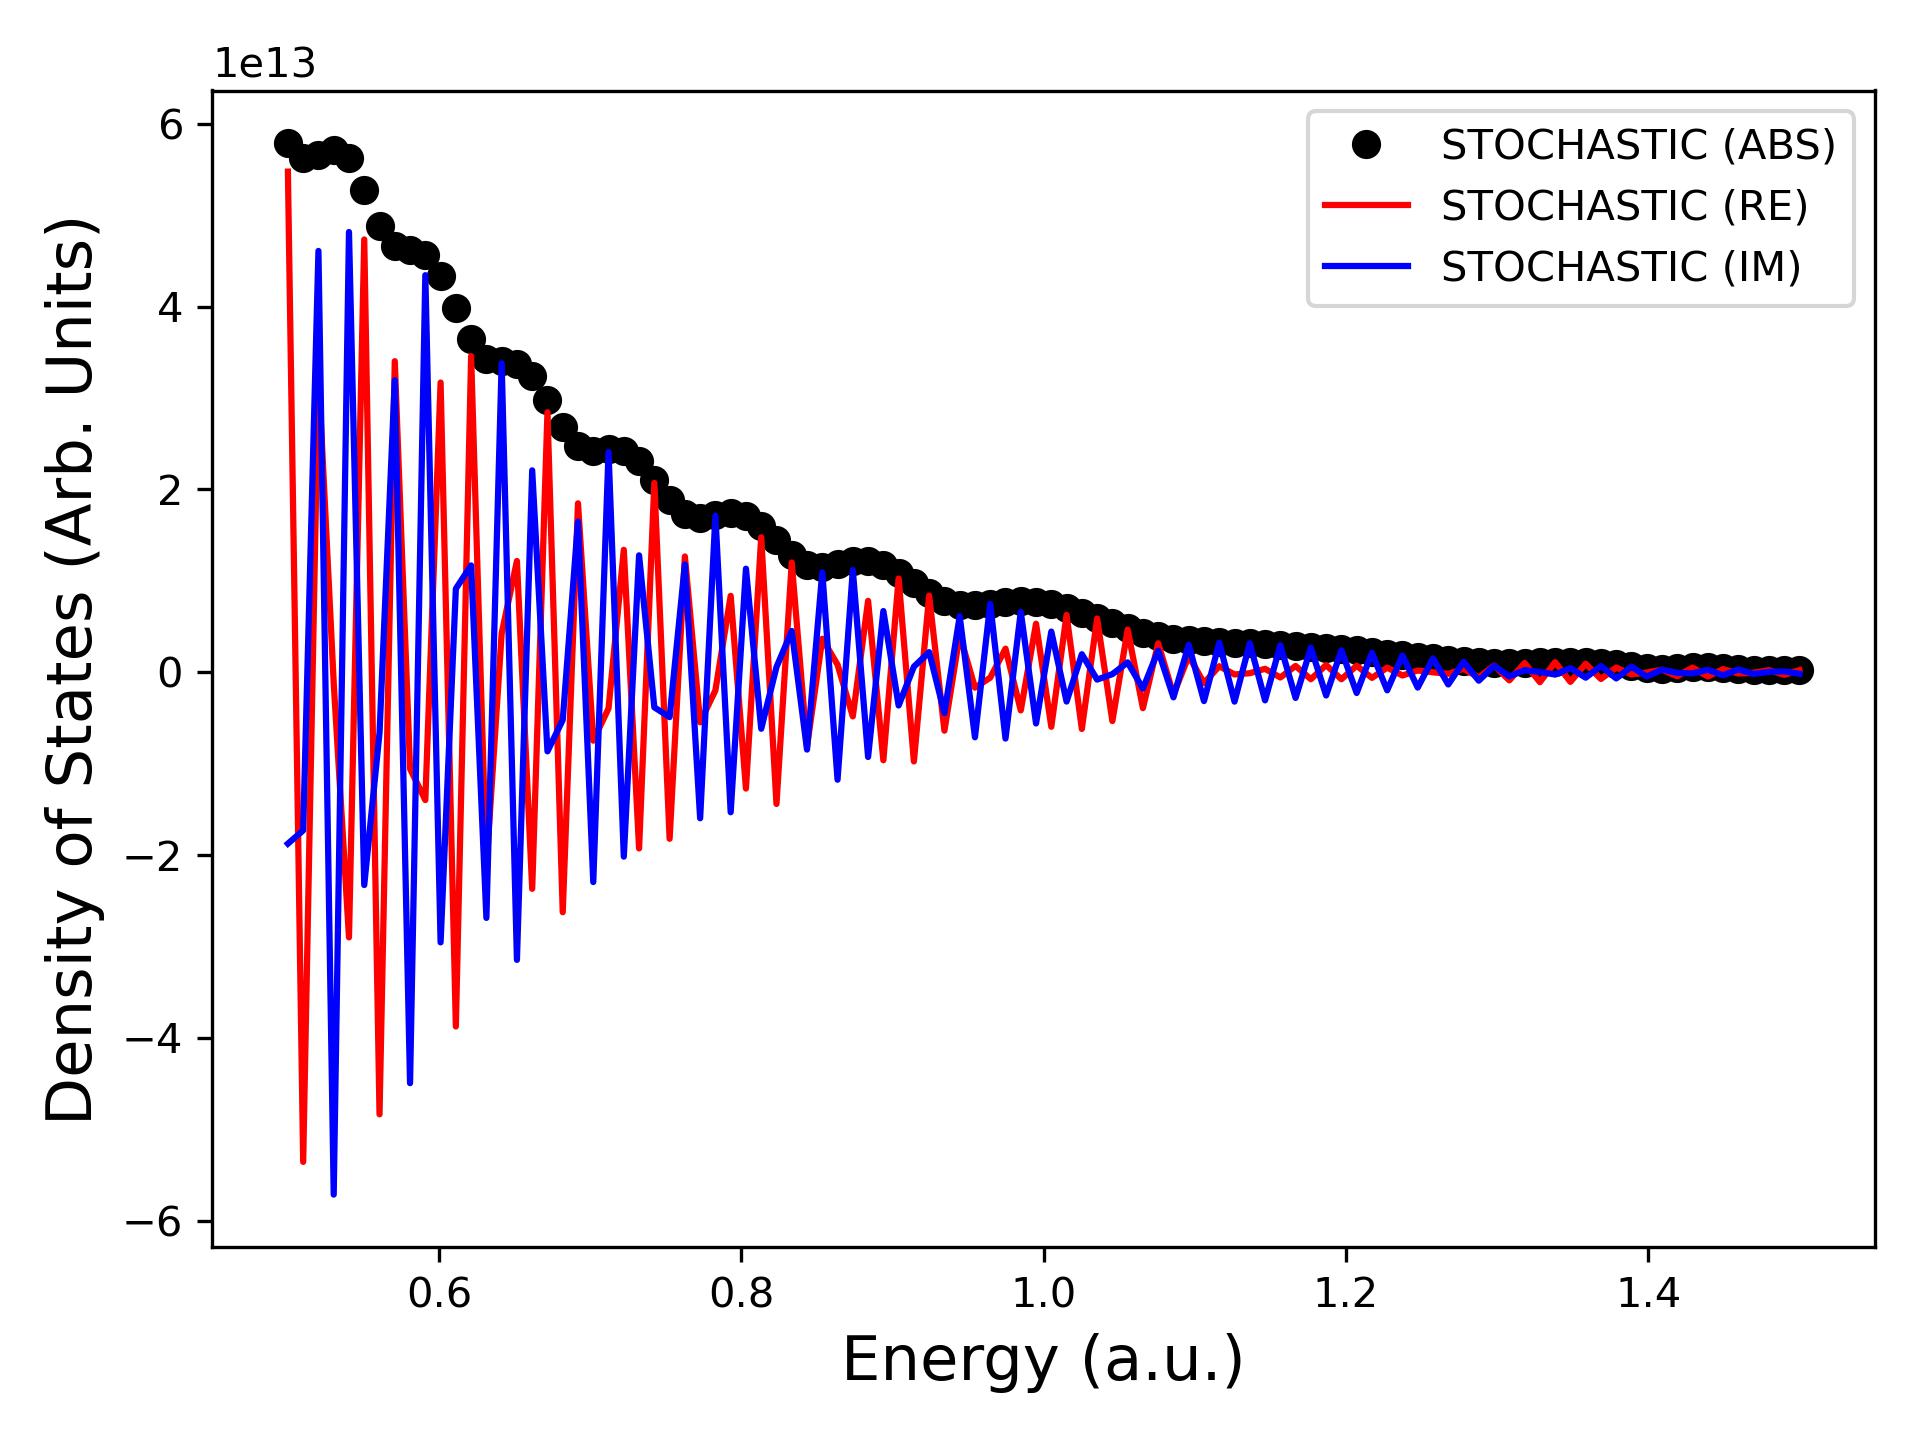 1e13
6
4
2
0
−2
−4
−6
Density of States (Arb. Units)
STOCHASTIC (ABS)
STOCHASTIC (RE)
STOCHASTIC (IM)
0.6 0.8 1.0 1.2 1.4
Energy (a.u.)